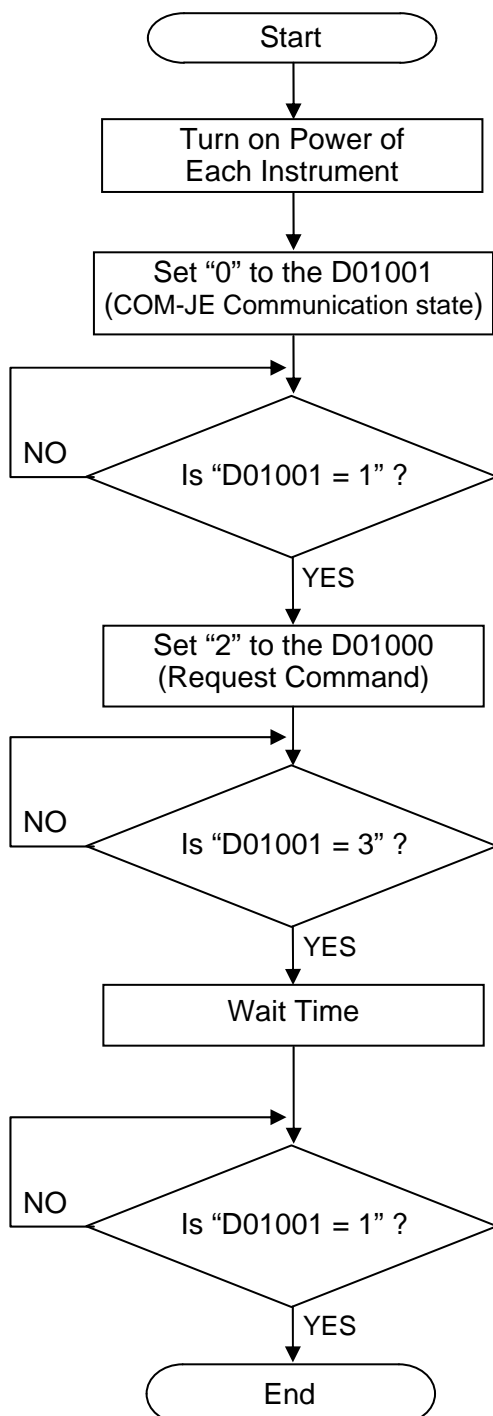 Start
Turn on Power of
Each Instrument
Set “0” to the D01001
(COM-JE Communication state)
NO
Is “D01001 = 1” ?
YES
Set “2” to the D01000
(Request Command)
NO
Is “D01001 = 3” ?
YES
Wait Time
NO
Is “D01001 = 1” ?
YES
End